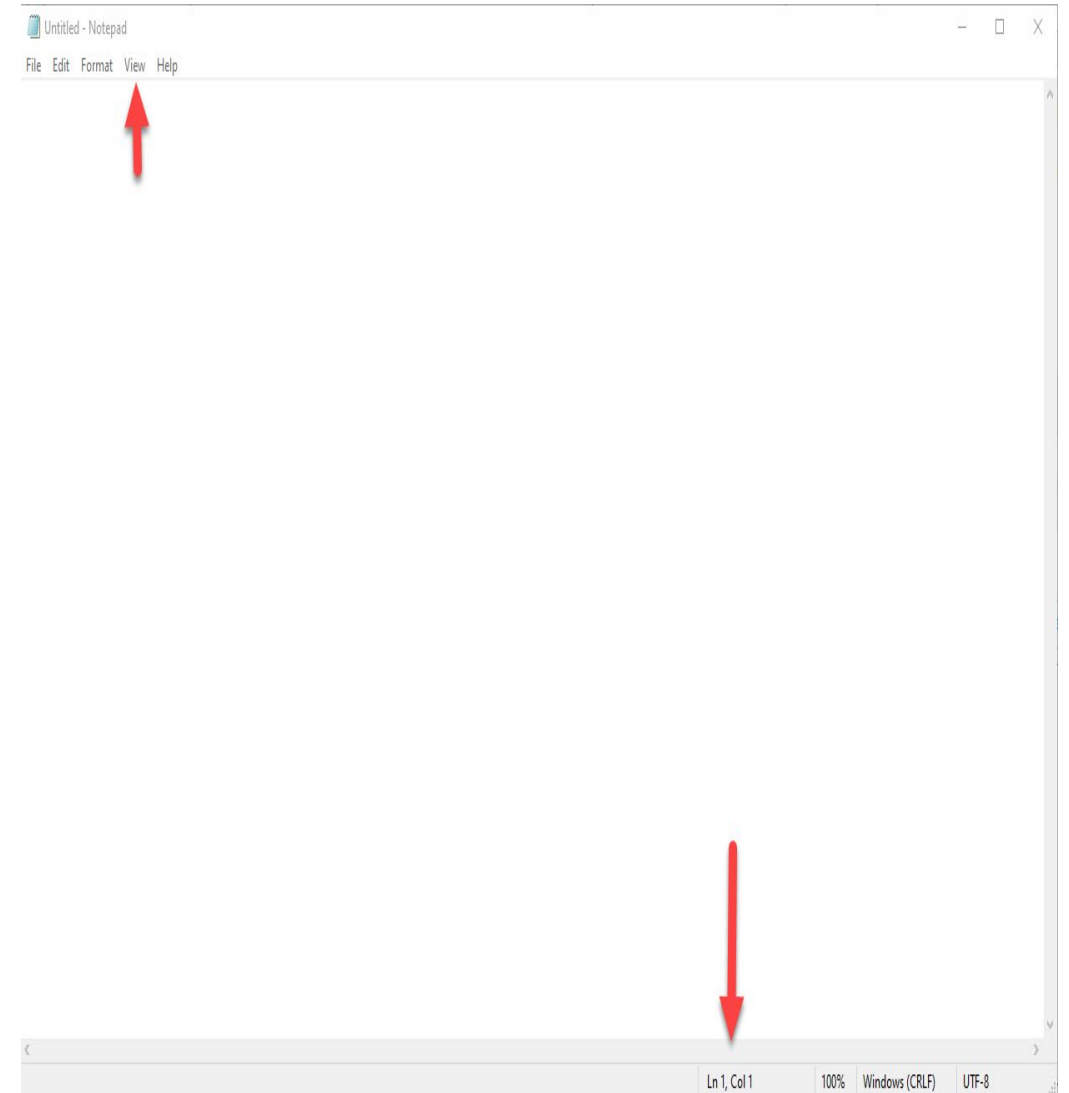 Untitled - Notepad
File Edit Format View Help
Ln 1, Col 1 100% Windows (CRLF) UTF-8